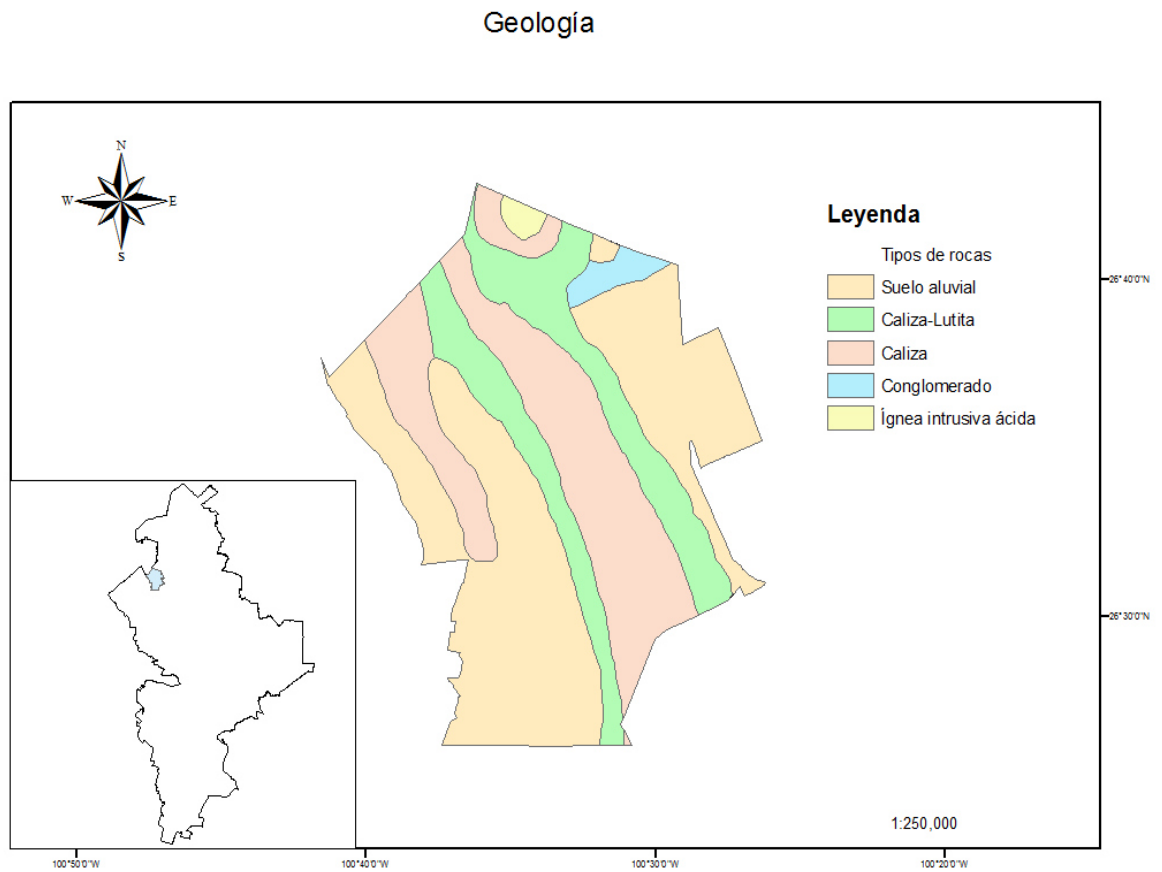 Geología
N
W E
S
Leyenda
Tipos de rocas
Suelo aluvial
Caliza-Lutita
Caliza
Conglomerado
Ígnea intrusiva ácida
26°40'0"N
26°30'0"N
1:250,000
100°50'0"W 100°40'0"W 100°30'0"W 100°20'0"W